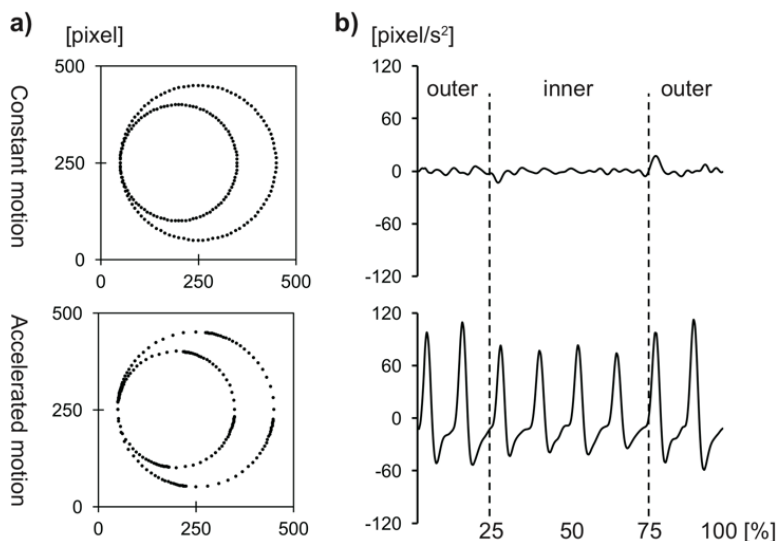 a) [pixel] b) [pixel/s²]
Constant motion
500
250
0
0 250 500
120
60
0
-60
-120
outer inner outer
Accelerated motion
500
250
0
0 250 500
120
60
0
-60
-120
25 50 75 100 [%]